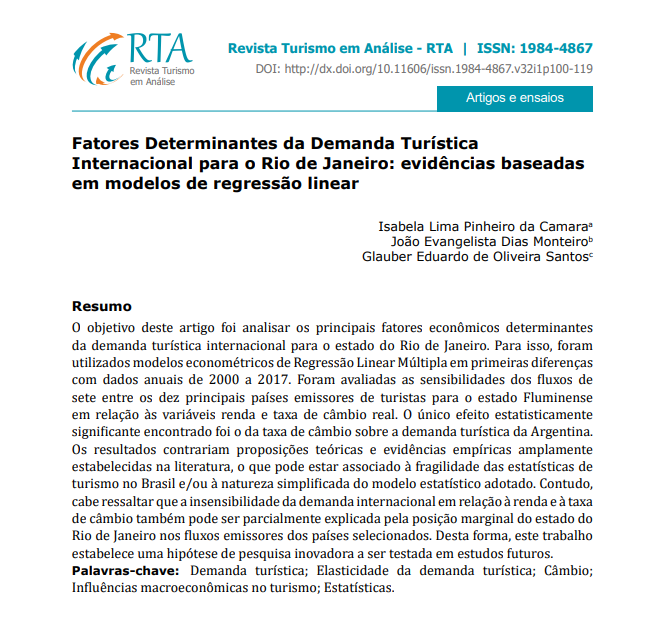 RTA
Revista Turismo
em Análise
Revista Turismo em Análise - RTA | ISSN: 1984-4867
DOI: http://dx.doi.org/10.11606/issn.1984-4867.v32i1p100-119
Artigos e ensaios
Fatores Determinantes da Demanda Turística
Internacional para o Rio de Janeiro: evidências baseadas
em modelos de regressão linear
Isabela Lima Pinheiro da Camaraᵃ
João Evangelista Dias Monteiroᵇ
Glauber Eduardo de Oliveira Santosᶜ
Resumo
O objetivo deste artigo foi analisar os principais fatores econômicos determinantes
da demanda turística internacional para o estado do Rio de Janeiro. Para isso, foram
utilizados modelos econométricos de Regressão Linear Múltipla em primeiras diferenças
com dados anuais de 2000 a 2017. Foram avaliadas as sensibilidades dos fluxos de
sete entre os dez principais países emissores de turistas para o estado Fluminense
em relação às variáveis renda e taxa de câmbio real. O único efeito estatisticamente
significante encontrado foi o da taxa de câmbio sobre a demanda turística da Argentina.
Os resultados contrariam proposições teóricas e evidências empíricas amplamente
estabelecidas na literatura, o que pode estar associado à fragilidade das estatísticas de
turismo no Brasil e/ou à natureza simplificada do modelo estatístico adotado. Contudo,
cabe ressaltar que a insensibilidade da demanda internacional em relação à renda e à taxa
de câmbio também pode ser parcialmente explicada pela posição marginal do estado do
Rio de Janeiro nos fluxos emissores dos países selecionados. Desta forma, este trabalho
estabelece uma hipótese de pesquisa inovadora a ser testada em estudos futuros.
Palavras-chave: Demanda turística; Elasticidade da demanda turística; Câmbio;
Influências macroeconômicas no turismo; Estatísticas.